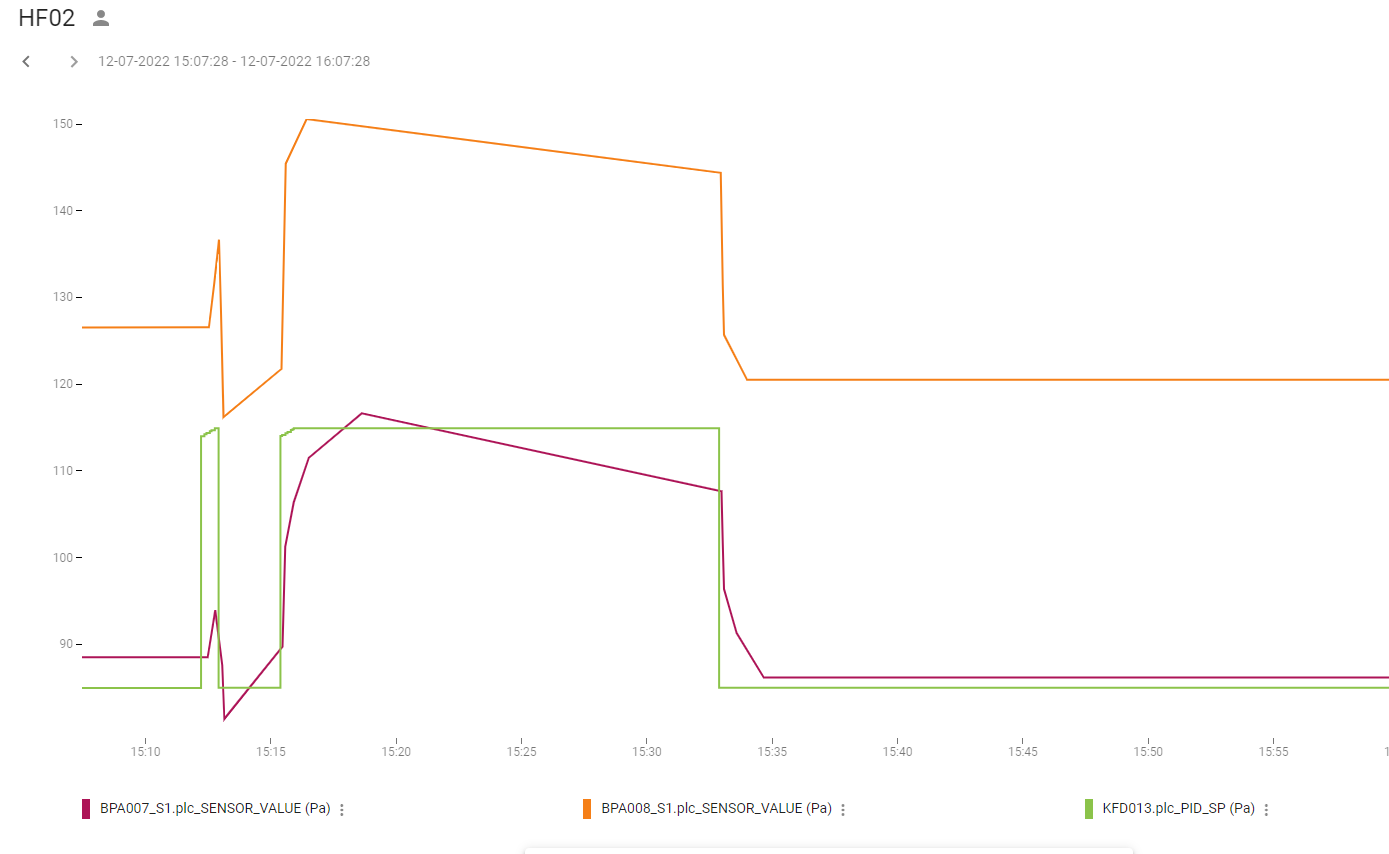 HF02
12-07-2022 15:07:28 - 12-07-2022 16:07:28
150
140
130
120
110
100
90
15:10 15:15 15:20 15:25 15:30 15:35 15:40 15:45 15:50 15:55 1
BPA007_S1.plc_SENSOR_VALUE (Pa) BPA008_S1.plc_SENSOR_VALUE (Pa) KFD013.plc_PID_SP (Pa)